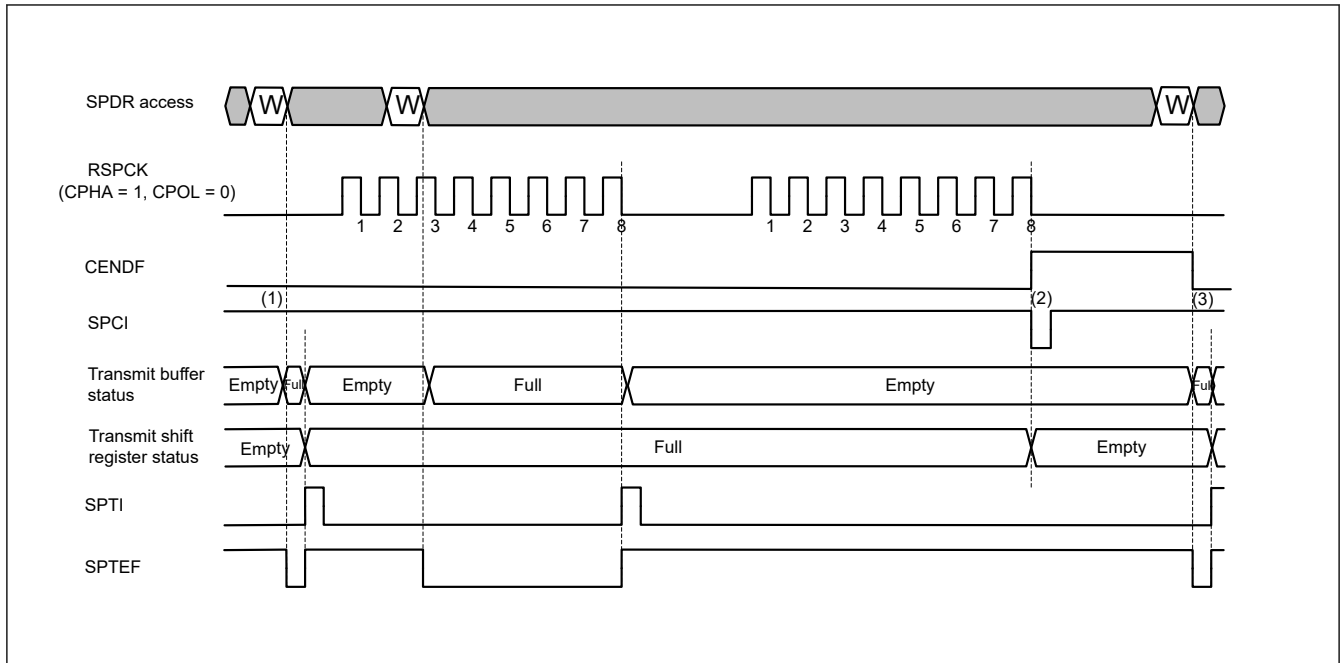 SPDR access
W W W
RSPCK
(CPHA = 1, CPOL = 0)
1 2 3 4 5 6 7 8 1 2 3 4 5 6 7 8
CENDF
(1) (2) (3)
SPCI
Transmit buffer
status
Empty Full Empty Full Empty Full
Transmit shift
register status
Empty Full Empty
SPTI
SPTEF